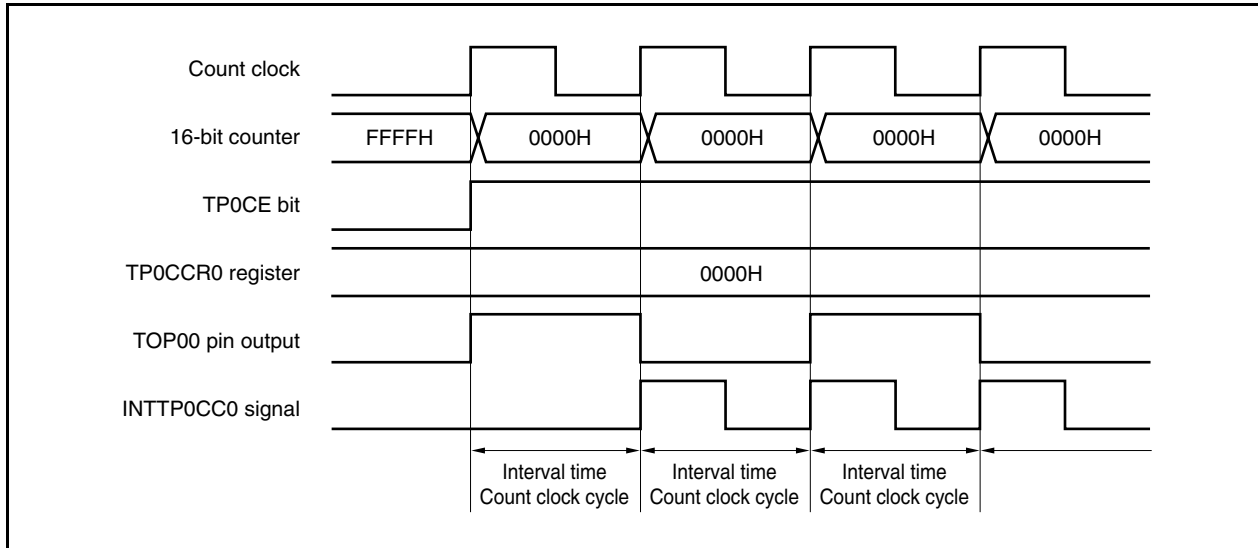 Count clock
16-bit counter
FFFFH
0000H
0000H
0000H
0000H
TP0CE bit
TP0CCR0 register
0000H
TOP00 pin output
INTTP0CC0 signal
Interval time
Count clock cycle
Interval time
Count clock cycle
Interval time
Count clock cycle